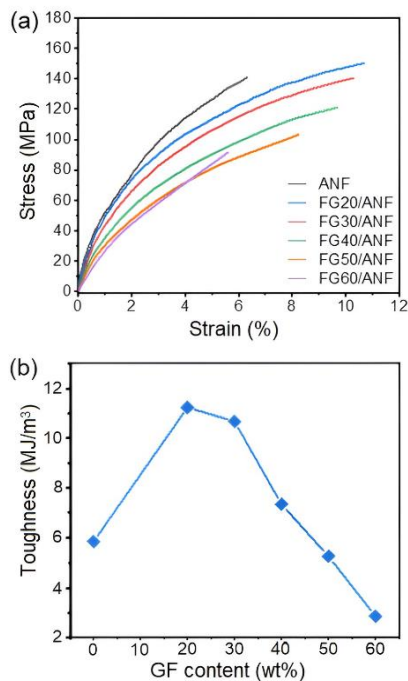 (a)
180
160
140
120
100
80
60
40
20
0
Stress (MPa)
ANF
FG20/ANF
FG30/ANF
FG40/ANF
FG50/ANF
FG60/ANF
0 2 4 6 8 10 12
Strain (%)
(b)
12
10
8
6
4
2
Toughness (MJ/m³)
0 10 20 30 40 50 60
GF content (wt%)